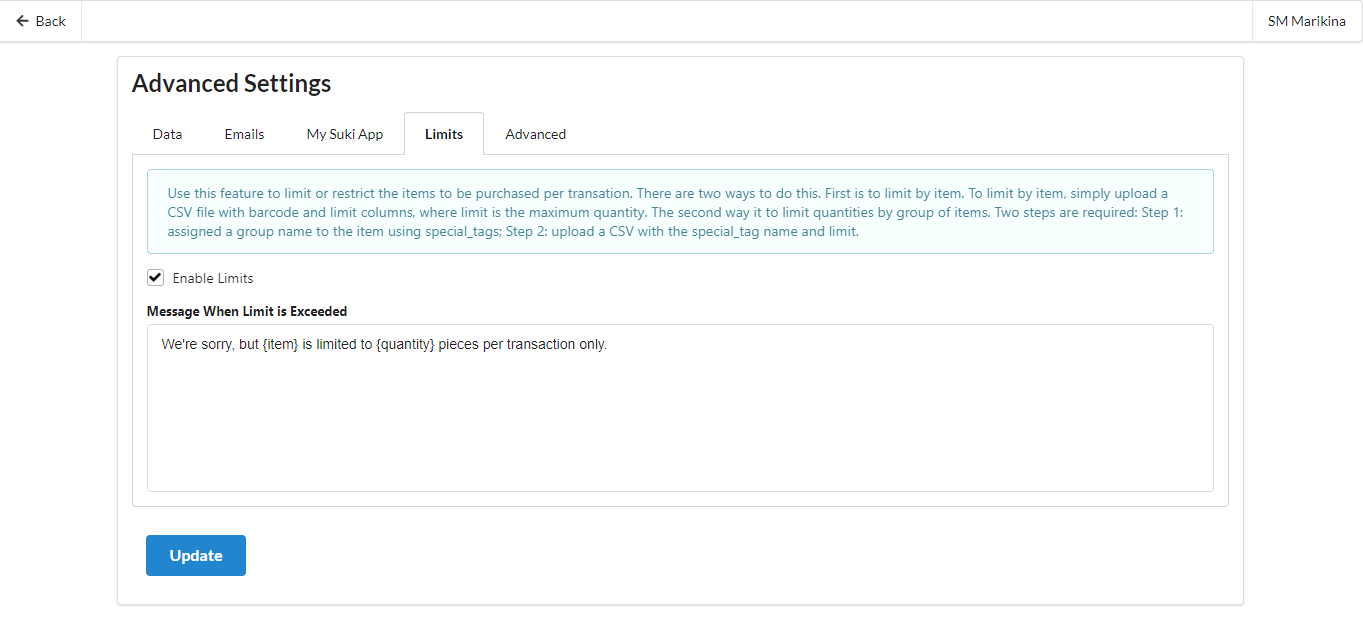 Back
SM Marikina
Advanced Settings
Data
Emails
My Suki App
Limits
Advanced
Use this feature to limit or restrict the items to be purchased per transation. There are two ways to do this. First is to limit by item. To limit by item, simply upload a
CSV file with barcode and limit columns, where limit is the maximum quantity. The second way it to limit quantities by group of items. Two steps are required: Step 1:
assigned a group name to the item using special_tags; Step 2: upload a CSV with the special_tag name and limit.
Enable Limits
Message When Limit is Exceeded
We're sorry, but {item} is limited to {quantity} pieces per transaction only.
Update